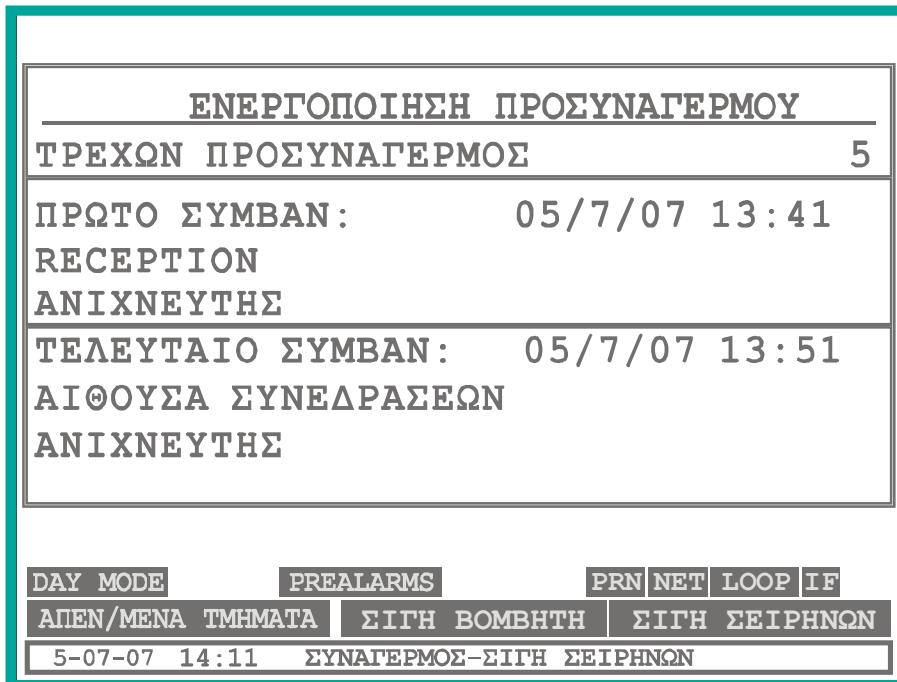 ΕΝΕΡΓΟΠΟΙΗΣΗ ΠΡΟΣΥΝΑΓΕΡΜΟΥ
ΤΡΕΧΩΝ ΠΡΟΣΥΝΑΓΕΡΜΟΣ 5
ΠΡΩΤΟ ΣΥΜΒΑΝ: 05/7/07 13:41
RECEPTION
ΑΝΙΧΝΕΥΤΗΣ
ΤΕΛΕΥΤΑΙΟ ΣΥΜΒΑΝ: 05/7/07 13:51
ΑΙΘΟΥΣΑ ΣΥΝΕΔΡΑΣΕΩΝ
ΑΝΙΧΝΕΥΤΗΣ
DAY MODE PREALARMS PRN NET LOOP IF
ΑΠΕΝ/ΜΕΝΑ ΤΜΗΜΑΤΑ ΣΙΓΗ ΒΟΜΒΗΤΗ ΣΙΓΗ ΣΕΙΡΗΝΩΝ
5-07-07 14:11 ΣΥΝΑΓΕΡΜΟΣ-ΣΙΓΗ ΣΕΙΡΗΝΩΝ